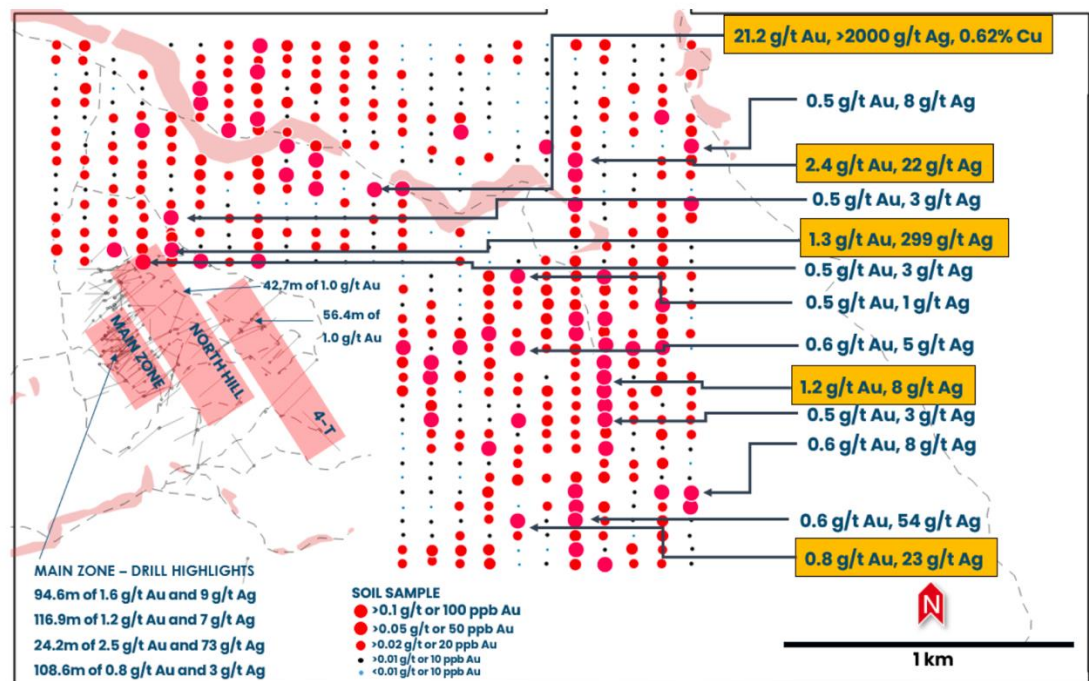 21.2 g/t Au, >2000 g/t Ag, 0.62% Cu
0.5 g/t Au, 8 g/t Ag
2.4 g/t Au, 22 g/t Ag
0.5 g/t Au, 3 g/t Ag
1.3 g/t Au, 299 g/t Ag
0.5 g/t Au, 3 g/t Ag
0.5 g/t Au, 1 g/t Ag
0.6 g/t Au, 5 g/t Ag
1.2 g/t Au, 8 g/t Ag
0.5 g/t Au, 3 g/t Ag
0.6 g/t Au, 8 g/t Ag
0.6 g/t Au, 54 g/t Ag
0.8 g/t Au, 23 g/t Ag
42.7m of 1.0 g/t Au
56.4m of
1.0 g/t Au
MAIN ZONE
NORTH HILL
4-T
MAIN ZONE – DRILL HIGHLIGHTS
94.6m of 1.6 g/t Au and 9 g/t Ag
116.9m of 1.2 g/t Au and 7 g/t Ag
24.2m of 2.5 g/t Au and 73 g/t Ag
108.6m of 0.8 g/t Au and 3 g/t Ag
SOIL SAMPLE
>0.1 g/t or 100 ppb Au
>0.05 g/t or 50 ppb Au
>0.02 g/t or 20 ppb Au
>0.01 g/t or 10 ppb Au
<0.01 g/t or 10 ppb Au
N
1 km